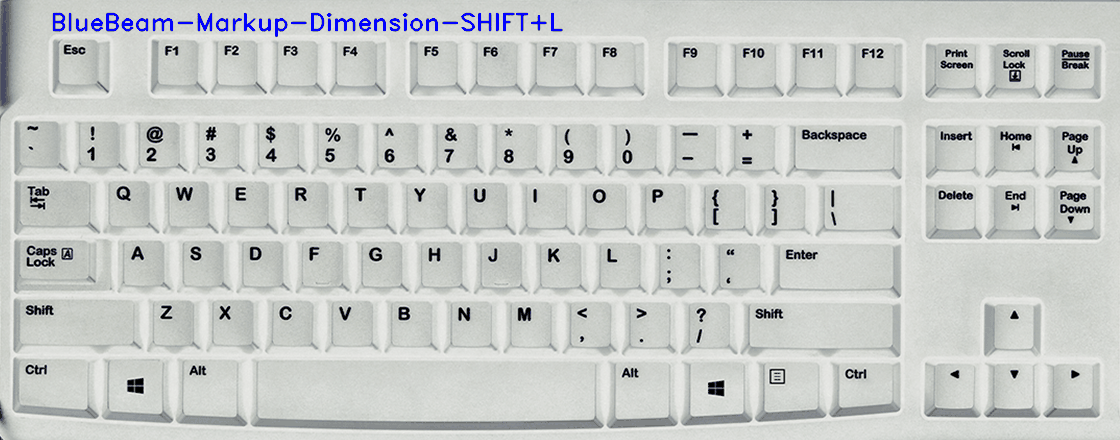 BlueBeam-Markup-Dimension-SHIFT+L
Esc F1 F2 F3 F4 F5 F6 F7 F8 F9 F10 F11 F12 Print Screen Scroll Lock Pause Break
~ ` ! 1 @ 2 # 3 $ 4 % 5 ^ 6 & 7 * 8 ( 9 ) 0 — - + = Backspace Insert Home Page Up
Tab Q W E R T Y U I O P { [ } ] | \ Delete End Page Down
Caps Lock A A S D F G H J K L : ; “ ‘ Enter
Shift Z X C V B N M < , > . ? / Shift
Ctrl Alt Alt Ctrl